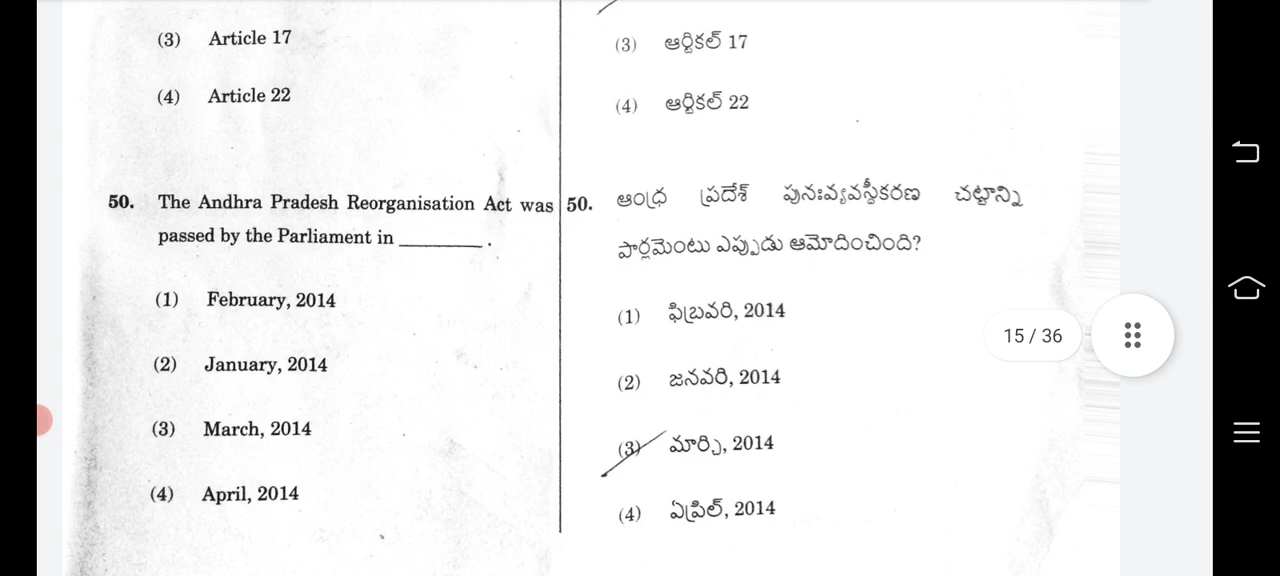 (3) Article 17
(4) Article 22
50. The Andhra Pradesh Reorganisation Act was
passed by the Parliament in ________ .
(1) February, 2014
(2) January, 2014
(3) March, 2014
(4) April, 2014
(3) ఆర్టికల్ 17
(4) ఆర్టికల్ 22
50. ఆంధ్ర ప్రదేశ్ పునఃవ్యవస్థీకరణ చట్టాన్ని
పార్లమెంటు ఎప్పుడు ఆమోదించింది?
(1) ఫిబ్రవరి, 2014
(2) జనవరి, 2014
(3) మార్చి, 2014
(4) ఏప్రిల్, 2014
15 / 36